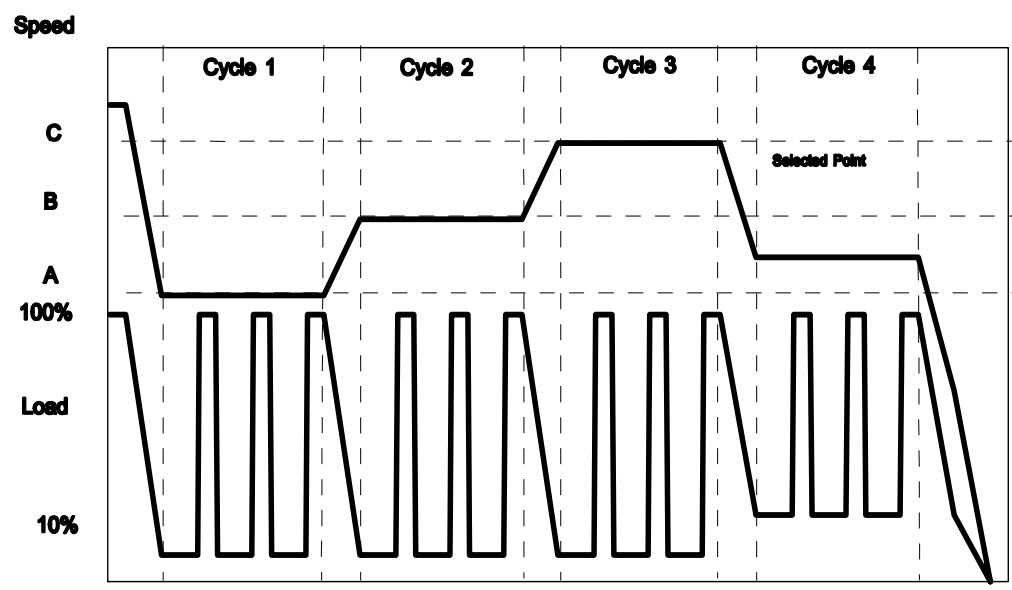 Speed
Cycle 1
Cycle 2
Cycle 3
Cycle 4
C
Selected Point
B
A
100%
Load
10%